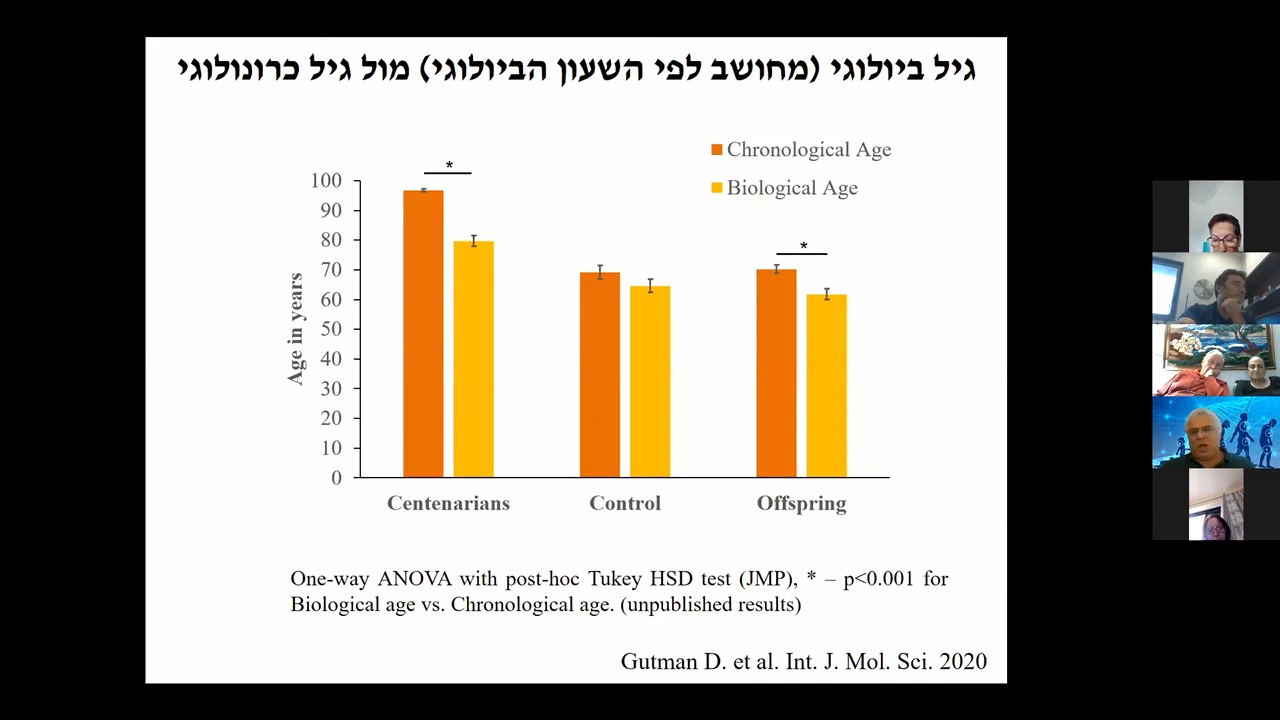 גיל ביולוגי (מחושב לפי השעון הביולוגי) מול גיל כרונולוגי
Chronological Age
Biological Age
*
*
Age in years
100
90
80
70
60
50
40
30
20
10
0
Centenarians
Control
Offspring
One-way ANOVA with post-hoc Tukey HSD test (JMP), * – p<0.001 for
Biological age vs. Chronological age. (unpublished results)
Gutman D. et al. Int. J. Mol. Sci. 2020